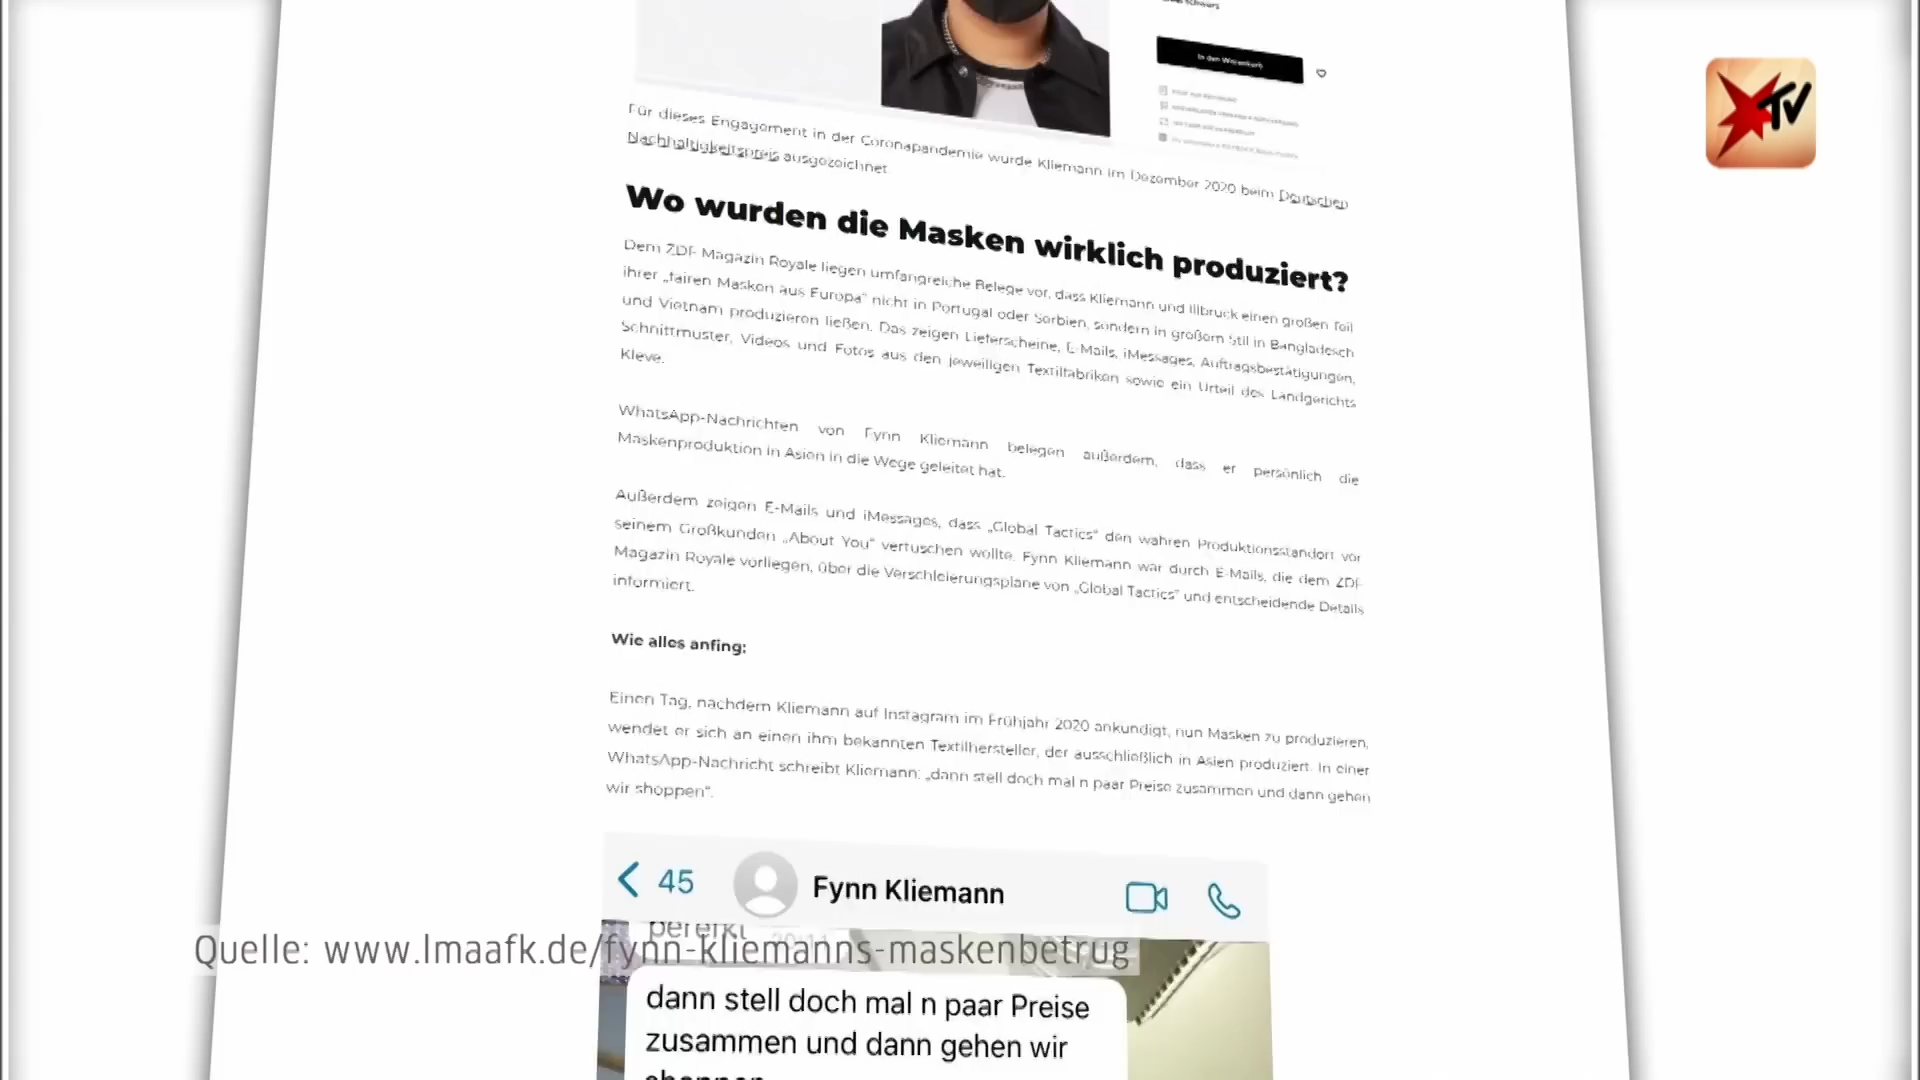 In den Warenkorb
TV
Für dieses Engagement in der Coronapandemie wurde Kliemann im Dezember 2020 beim Deutschen
Nachhaltigkeitspreis ausgezeichnet
Wo wurden die Masken wirklich produziert?
Dem ZDF Magazin Royale liegen umfangreiche Belege vor, dass Kliemann und Illbruck einen großen Teil
ihrer „fairen Masken aus Europa" nicht in Portugal oder Serbien, sondern in großem Stil in Bangladesch
und Vietnam produzieren ließen. Das zeigen Lieferscheine, E-Mails, iMessages, Auftragsbestätigungen,
Schnittmuster, Videos und Fotos aus den jeweiligen Textilfabriken sowie ein Urteil des Landgerichts
Kleve.
WhatsApp-Nachrichten von Fynn Kliemann belegen außerdem, dass er persönlich die
Maskenproduktion in Asien in die Wege geleitet hat.
Außerdem zeigen E-Mails und iMessages, dass „Global Tactics" den wahren Produktionsstandort vor
seinem Großkunden „About You" vertuschen wollte. Fynn Kliemann war durch E-Mails, die dem ZDF
Magazin Royale vorliegen, über die Verschleierungspläne von „Global Tactics" und entscheidende Details
informiert.
Wie alles anfing:
Einen Tag, nachdem Kliemann auf Instagram im Frühjahr 2020 ankündigt, nun Masken zu produzieren,
wendet er sich an einen ihm bekannten Textilhersteller, der ausschließlich in Asien produziert. In einer
WhatsApp-Nachricht schreibt Kliemann: „dann stell doch mal n paar Preise zusammen und dann gehen
wir shoppen".
45 Fynn Kliemann
Quelle: www.lmaafk.de/fynn-kliemanns-maskenbetrug
dann stell doch mal n paar Preise
zusammen und dann gehen wir
shoppen